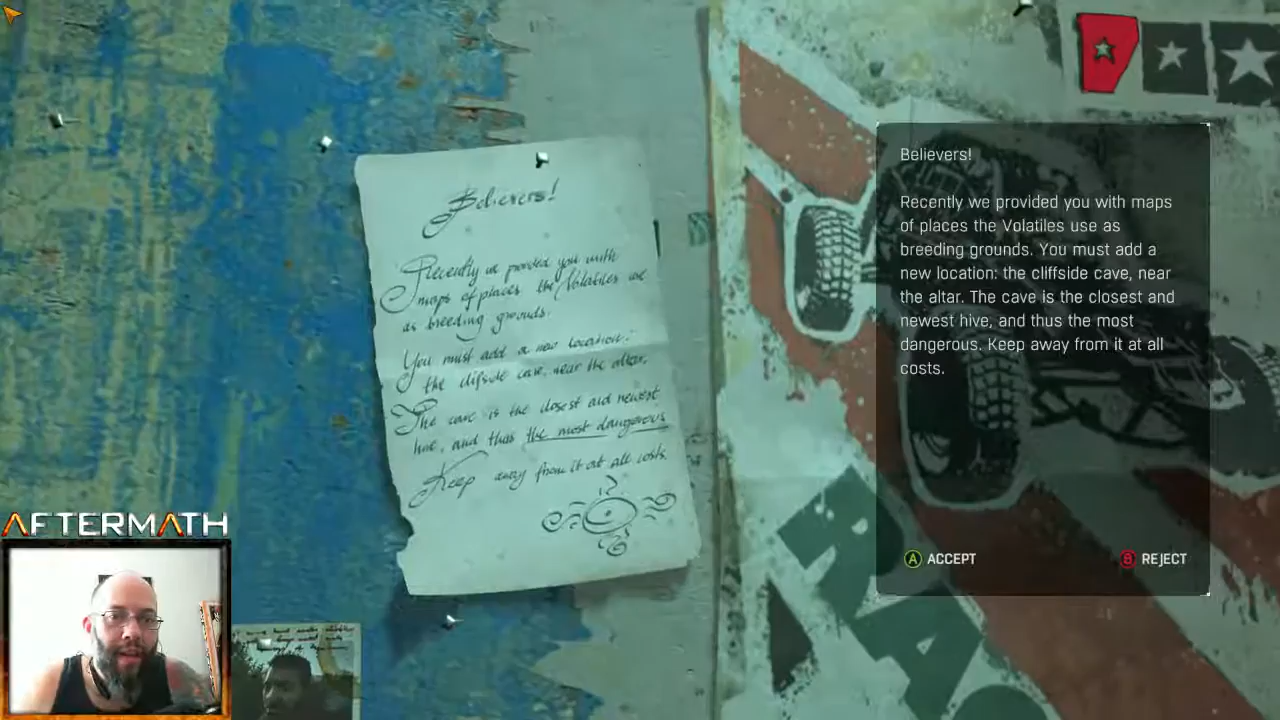 Believers!
Recently we provided you with
maps of places the Volatiles use
as breeding grounds.
You must add a new location:
the clifside cave, near the altar.
The cave is the closest and newest
hive, and thus the most dangerous
Keep away from it at all costs.
Believers!
Recently we provided you with maps
of places the Volatiles use as
breeding grounds. You must add a
new location: the cliffside cave, near
the altar. The cave is the closest and
newest hive, and thus the most
dangerous. Keep away from it at all
costs.
A ACCEPT
B REJECT
AFTERMATH